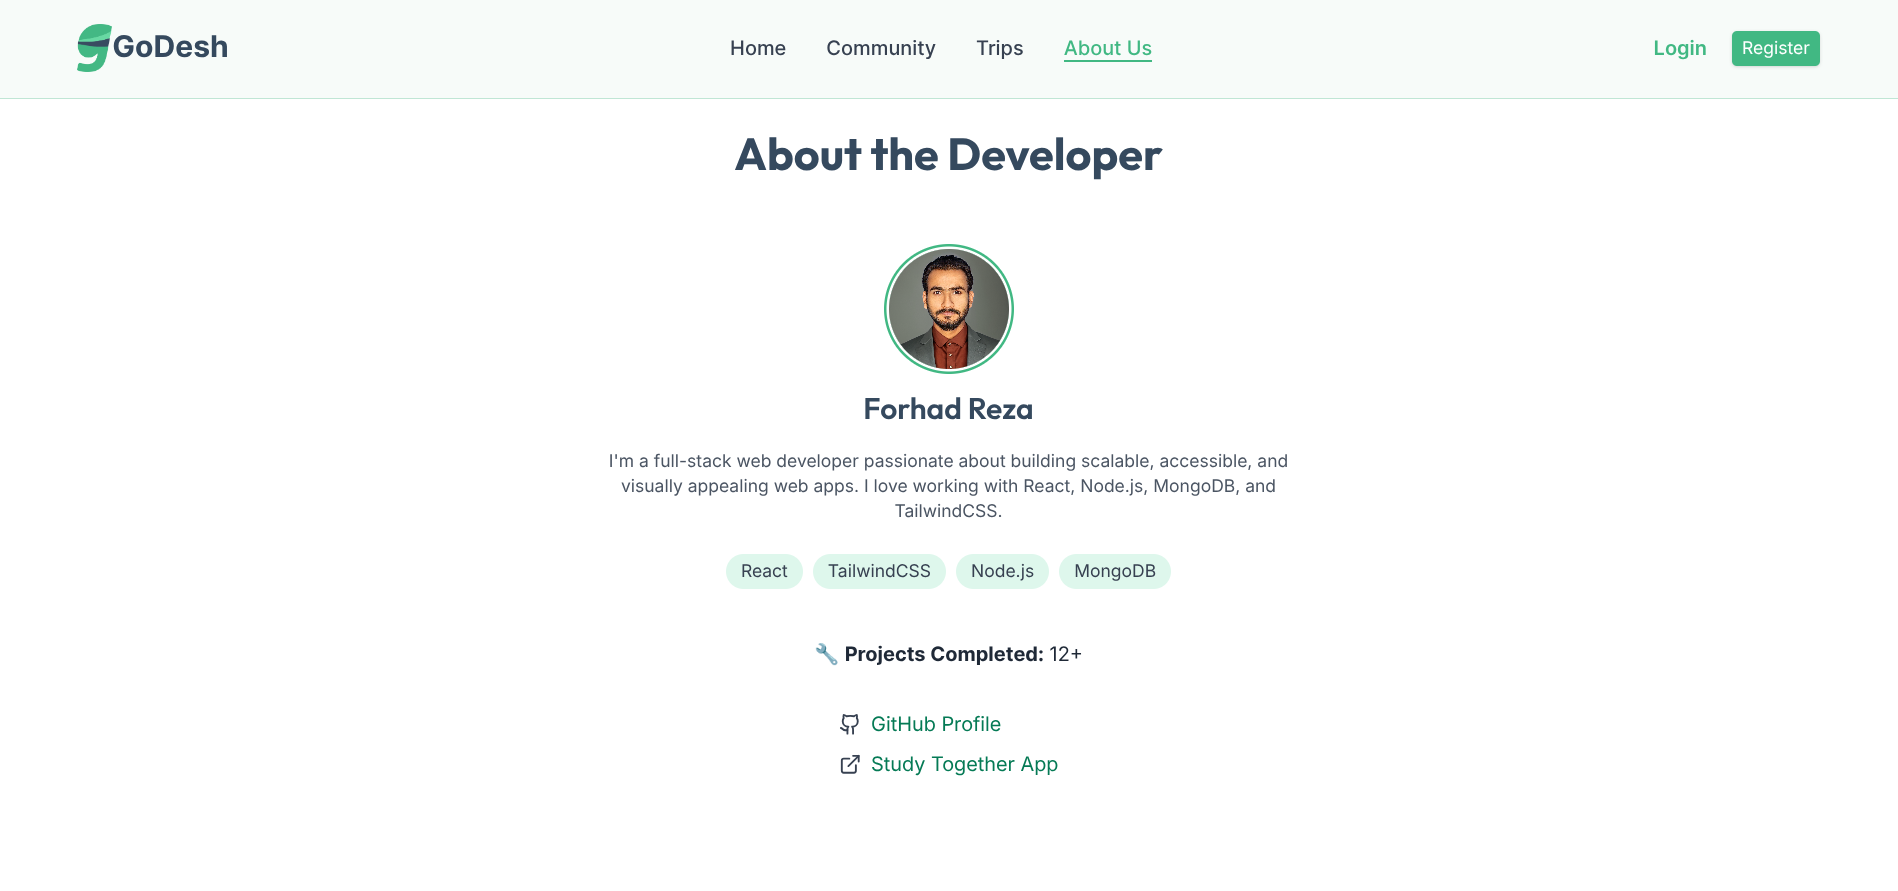 GoDesh
Home
Community
Trips
About Us
Login
Register
About the Developer
Forhad Reza
I'm a full-stack web developer passionate about building scalable, accessible, and
visually appealing web apps. I love working with React, Node.js, MongoDB, and
TailwindCSS.
React
TailwindCSS
Node.js
MongoDB
🔧 Projects Completed: 12+
GitHub Profile
Study Together App